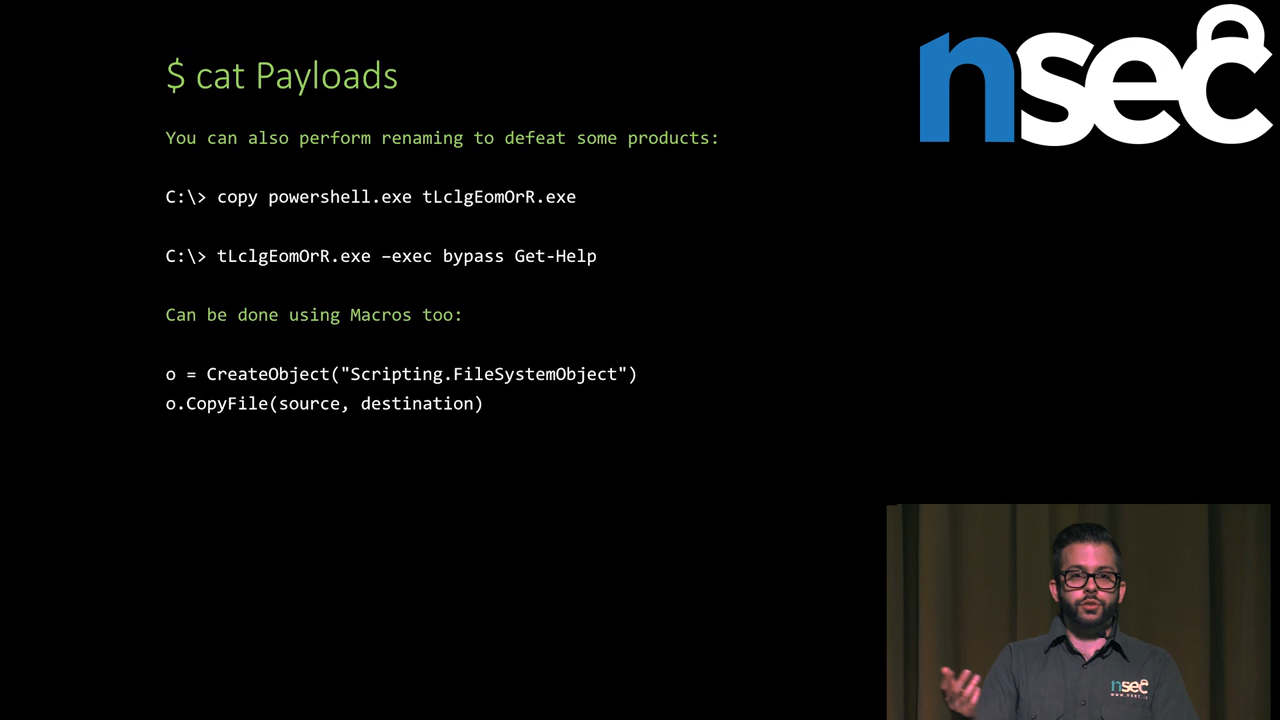 $ cat Payloads
nsec
You can also perform renaming to defeat some products:
C:\> copy powershell.exe tLclgEomOrR.exe
C:\> tLclgEomOrR.exe –exec bypass Get-Help
Can be done using Macros too:
o = CreateObject("Scripting.FileSystemObject")
o.CopyFile(source, destination)
nsec